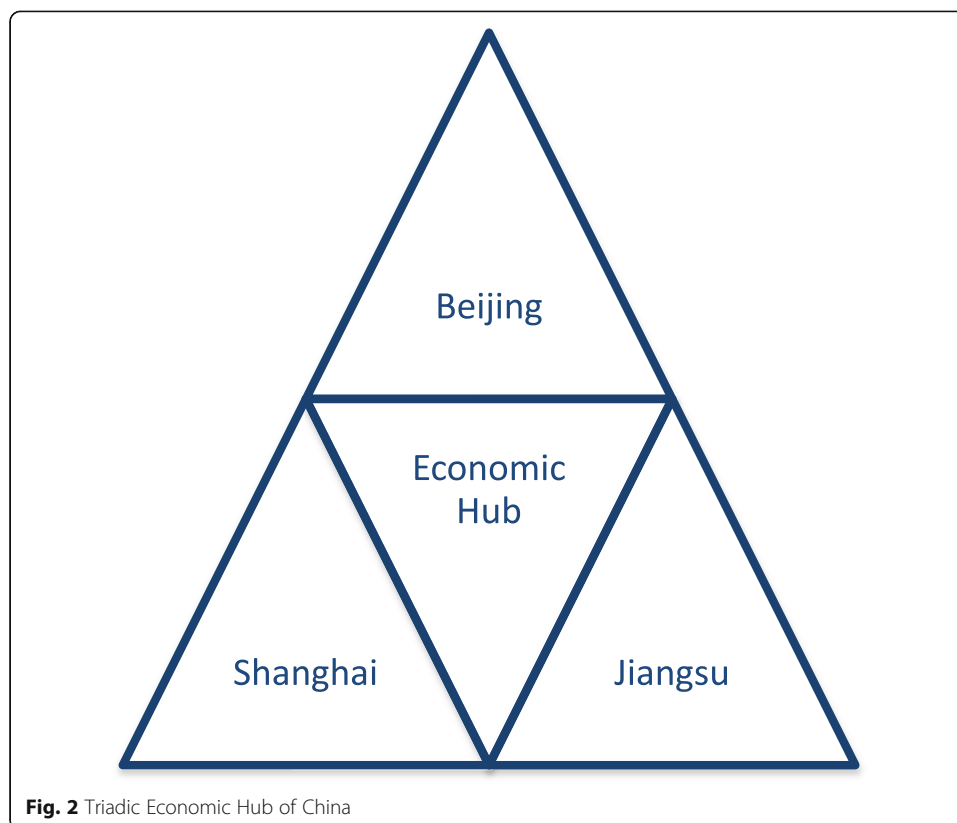 Beijing
Economic
Hub
Shanghai
Jiangsu
Fig. 2 Triadic Economic Hub of China